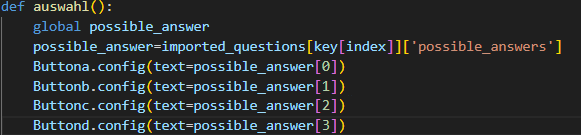 def auswahl():
    global possible_answer
    possible_answer=imported_questions[key[index]]['possible_answers']
    Buttona.config(text=possible_answer[0])
    Buttonb.config(text=possible_answer[1])
    Buttonc.config(text=possible_answer[2])
    Buttond.config(text=possible_answer[3])